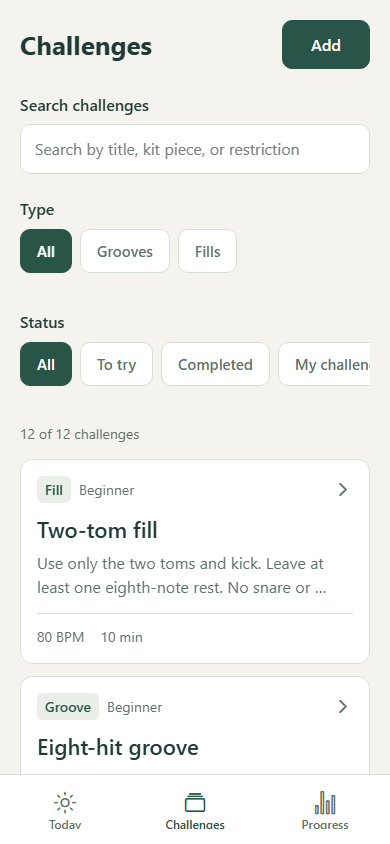 Challenges
Add
Search challenges
Search by title, kit piece, or restriction
Type
All
Grooves
Fills
Status
All
To try
Completed
My challen
12 of 12 challenges
Fill
Beginner
Two-tom fill
Use only the two toms and kick. Leave at
least one eighth-note rest. No snare or ...
80 BPM
10 min
Groove
Beginner
Eight-hit groove
Today
Challenges
Progress